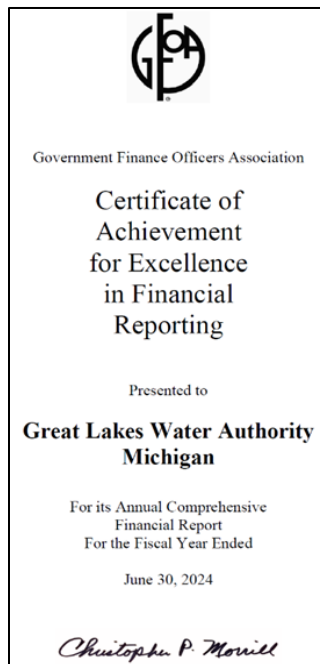 GFOA
Government Finance Officers Association
Certificate of
Achievement
for Excellence
in Financial
Reporting
Presented to
Great Lakes Water Authority
Michigan
For its Annual Comprehensive
Financial Report
For the Fiscal Year Ended
June 30, 2024
Christopher P. Morrill